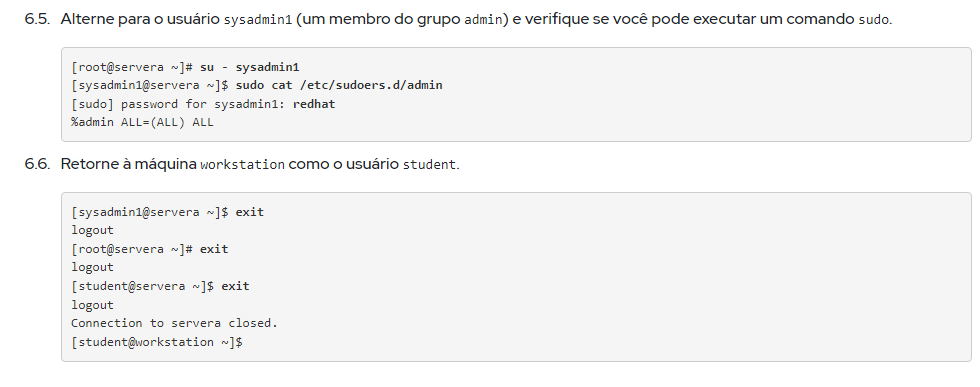 6.5. Alterne para o usuário sysadmin1 (um membro do grupo admin) e verifique se você pode executar um comando sudo.
[root@servera ~]# su - sysadmin1
[sysadmin1@servera ~]$ sudo cat /etc/sudoers.d/admin
[sudo] password for sysadmin1: redhat
%admin ALL=(ALL) ALL
6.6. Retorne à máquina workstation como o usuário student.
[sysadmin1@servera ~]$ exit
logout
[root@servera ~]# exit
logout
[student@servera ~]$ exit
logout
Connection to servera closed.
[student@workstation ~]$